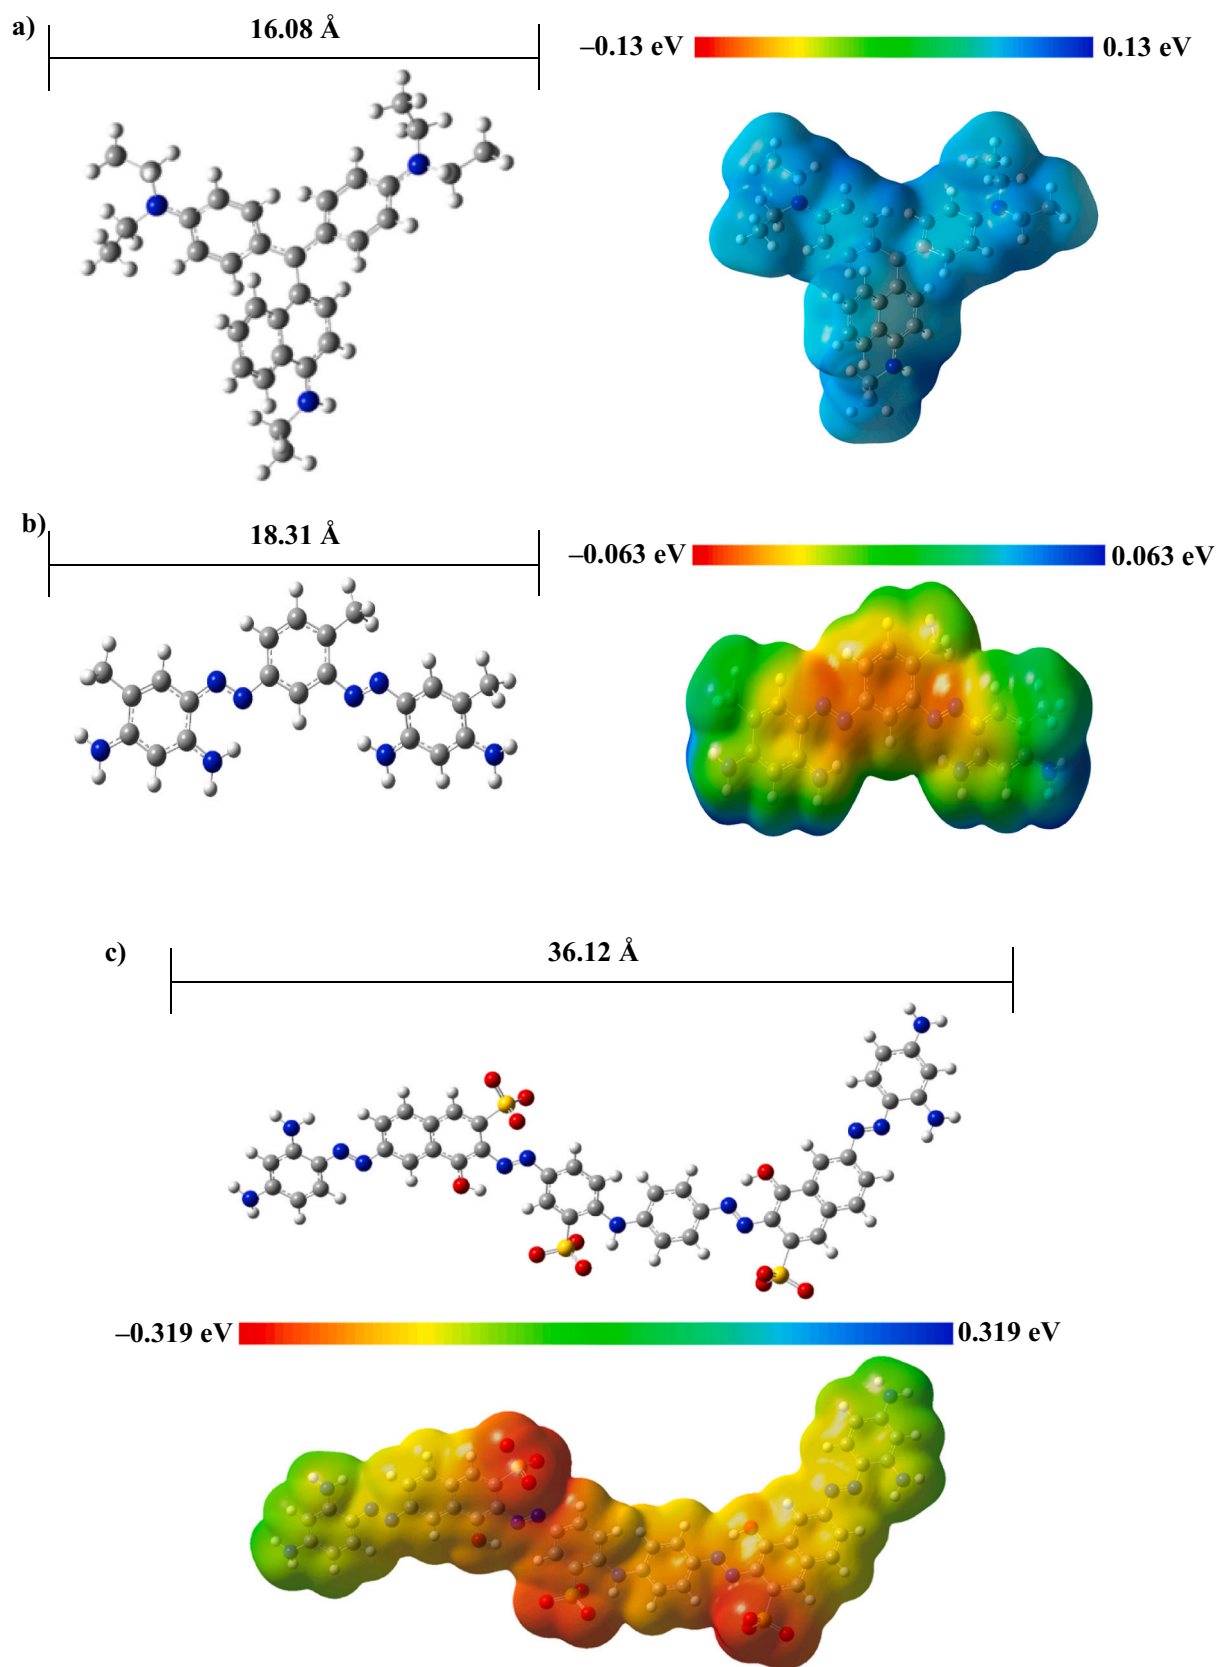 a)
16.08 Å
–0.13 eV
0.13 eV
b)
18.31 Å
–0.063 eV
0.063 eV
c)
36.12 Å
–0.319 eV
0.319 eV